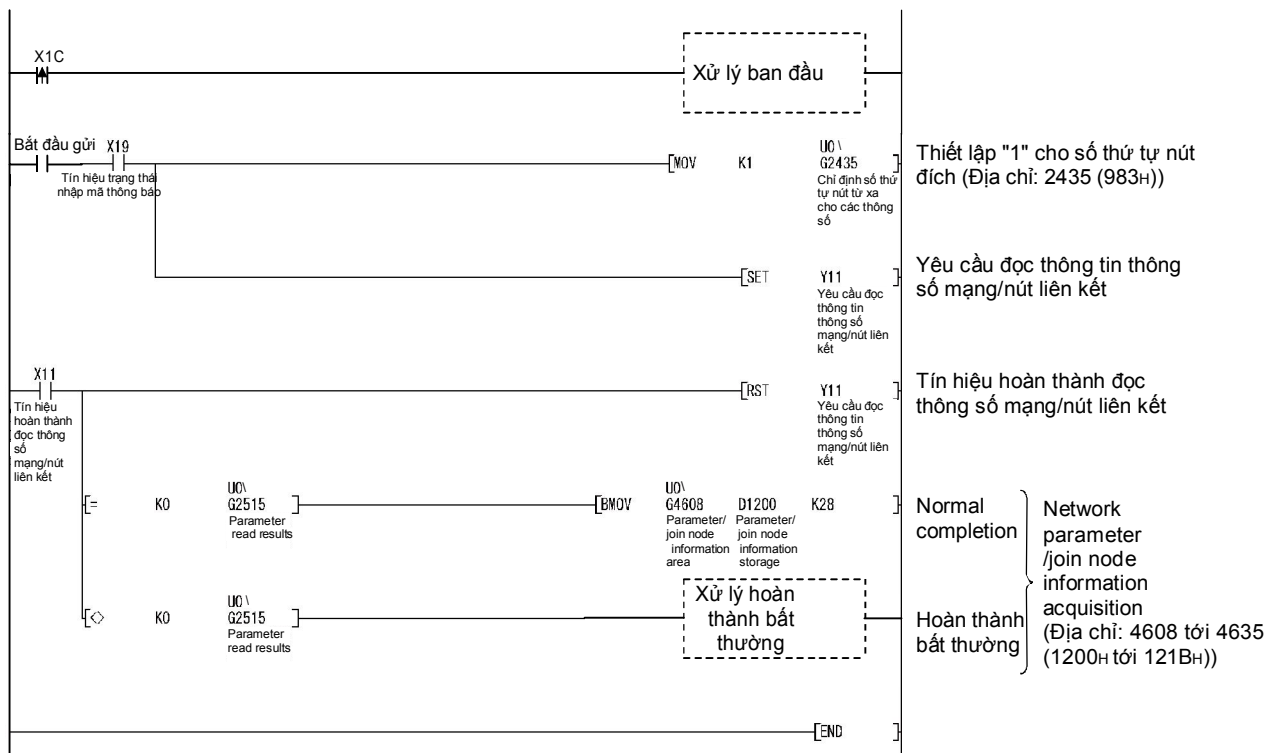 X1C
Xử lý ban đầu
Bắt đầu gửi X19
Tín hiệu trạng thái
nhập mã thông báo
[MOV K1 U0\
G2435 ]
Chỉ định số thứ
tự nút từ xa
cho các thông
số
Thiết lập "1" cho số thứ tự nút
đích (Địa chỉ: 2435 (983H))
[SET Y11 ]
Yêu cầu đọc
thông tin
thông số
mạng/nút liên
kết
Yêu cầu đọc thông tin thông
số mạng/nút liên kết
X11
Tín hiệu
hoàn thành
đọc thông
số
mạng/nút
liên kết
[RST Y11 ]
Yêu cầu đọc
thông tin
thông số
mạng/nút liên
kết
Tín hiệu hoàn thành đọc
thông số mạng/nút liên kết
[= K0 U0\
G2515 ]
Parameter
read results
[BMOV U0\
G4608 D1200 K28 ]
Parameter/
join node
information
area
Parameter/
join node
information
storage
Normal
completion
[<> K0 U0\
G2515 ]
Parameter
read results
Xử lý hoàn
thành bất
thường
Hoàn thành
bất thường
Network
parameter
/join node
information
acquisition
(Địa chỉ: 4608 tới 4635
(1200H tới 121BH))
[END ]